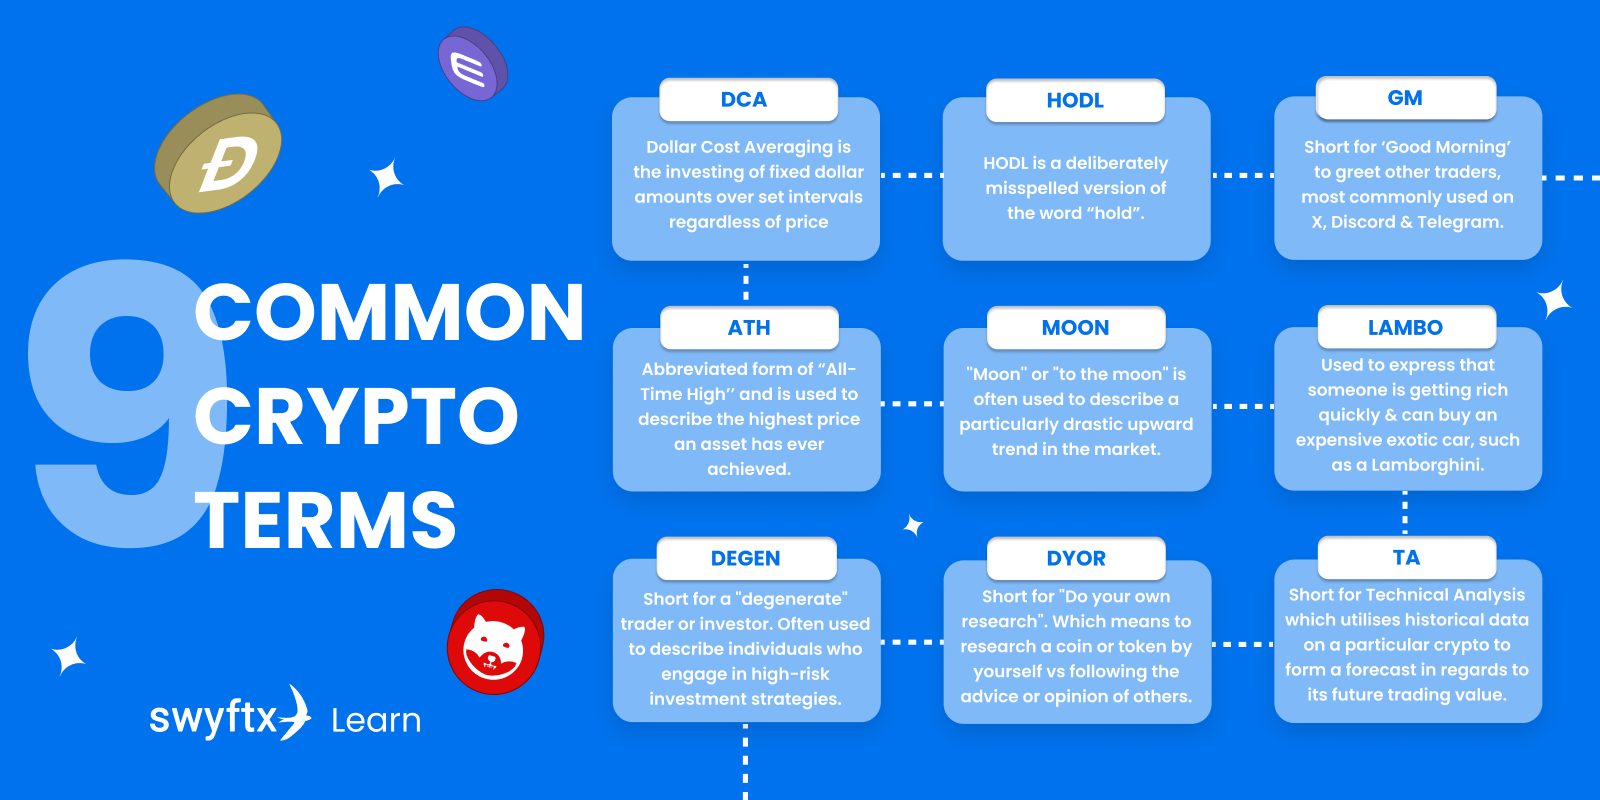 9
COMMON
CRYPTO
TERMS
swyftx Learn
DCA
Dollar Cost Averaging is
the investing of fixed dollar
amounts over set intervals
regardless of price
HODL
HODL is a deliberately
misspelled version of
the word “hold”.
GM
Short for ‘Good Morning’
to greet other traders,
most commonly used on
X, Discord & Telegram.
ATH
Abbreviated form of “All-
Time High’’ and is used to
describe the highest price
an asset has ever
achieved.
MOON
"Moon" or "to the moon" is
often used to describe a
particularly drastic upward
trend in the market.
LAMBO
Used to express that
someone is getting rich
quickly & can buy an
expensive exotic car, such
as a Lamborghini.
DEGEN
Short for a "degenerate"
trader or investor. Often used
to describe individuals who
engage in high-risk
investment strategies.
DYOR
Short for "Do your own
research". Which means to
research a coin or token by
yourself vs following the
advice or opinion of others.
TA
Short for Technical Analysis
which utilises historical data
on a particular crypto to
form a forecast in regards to
its future trading value.